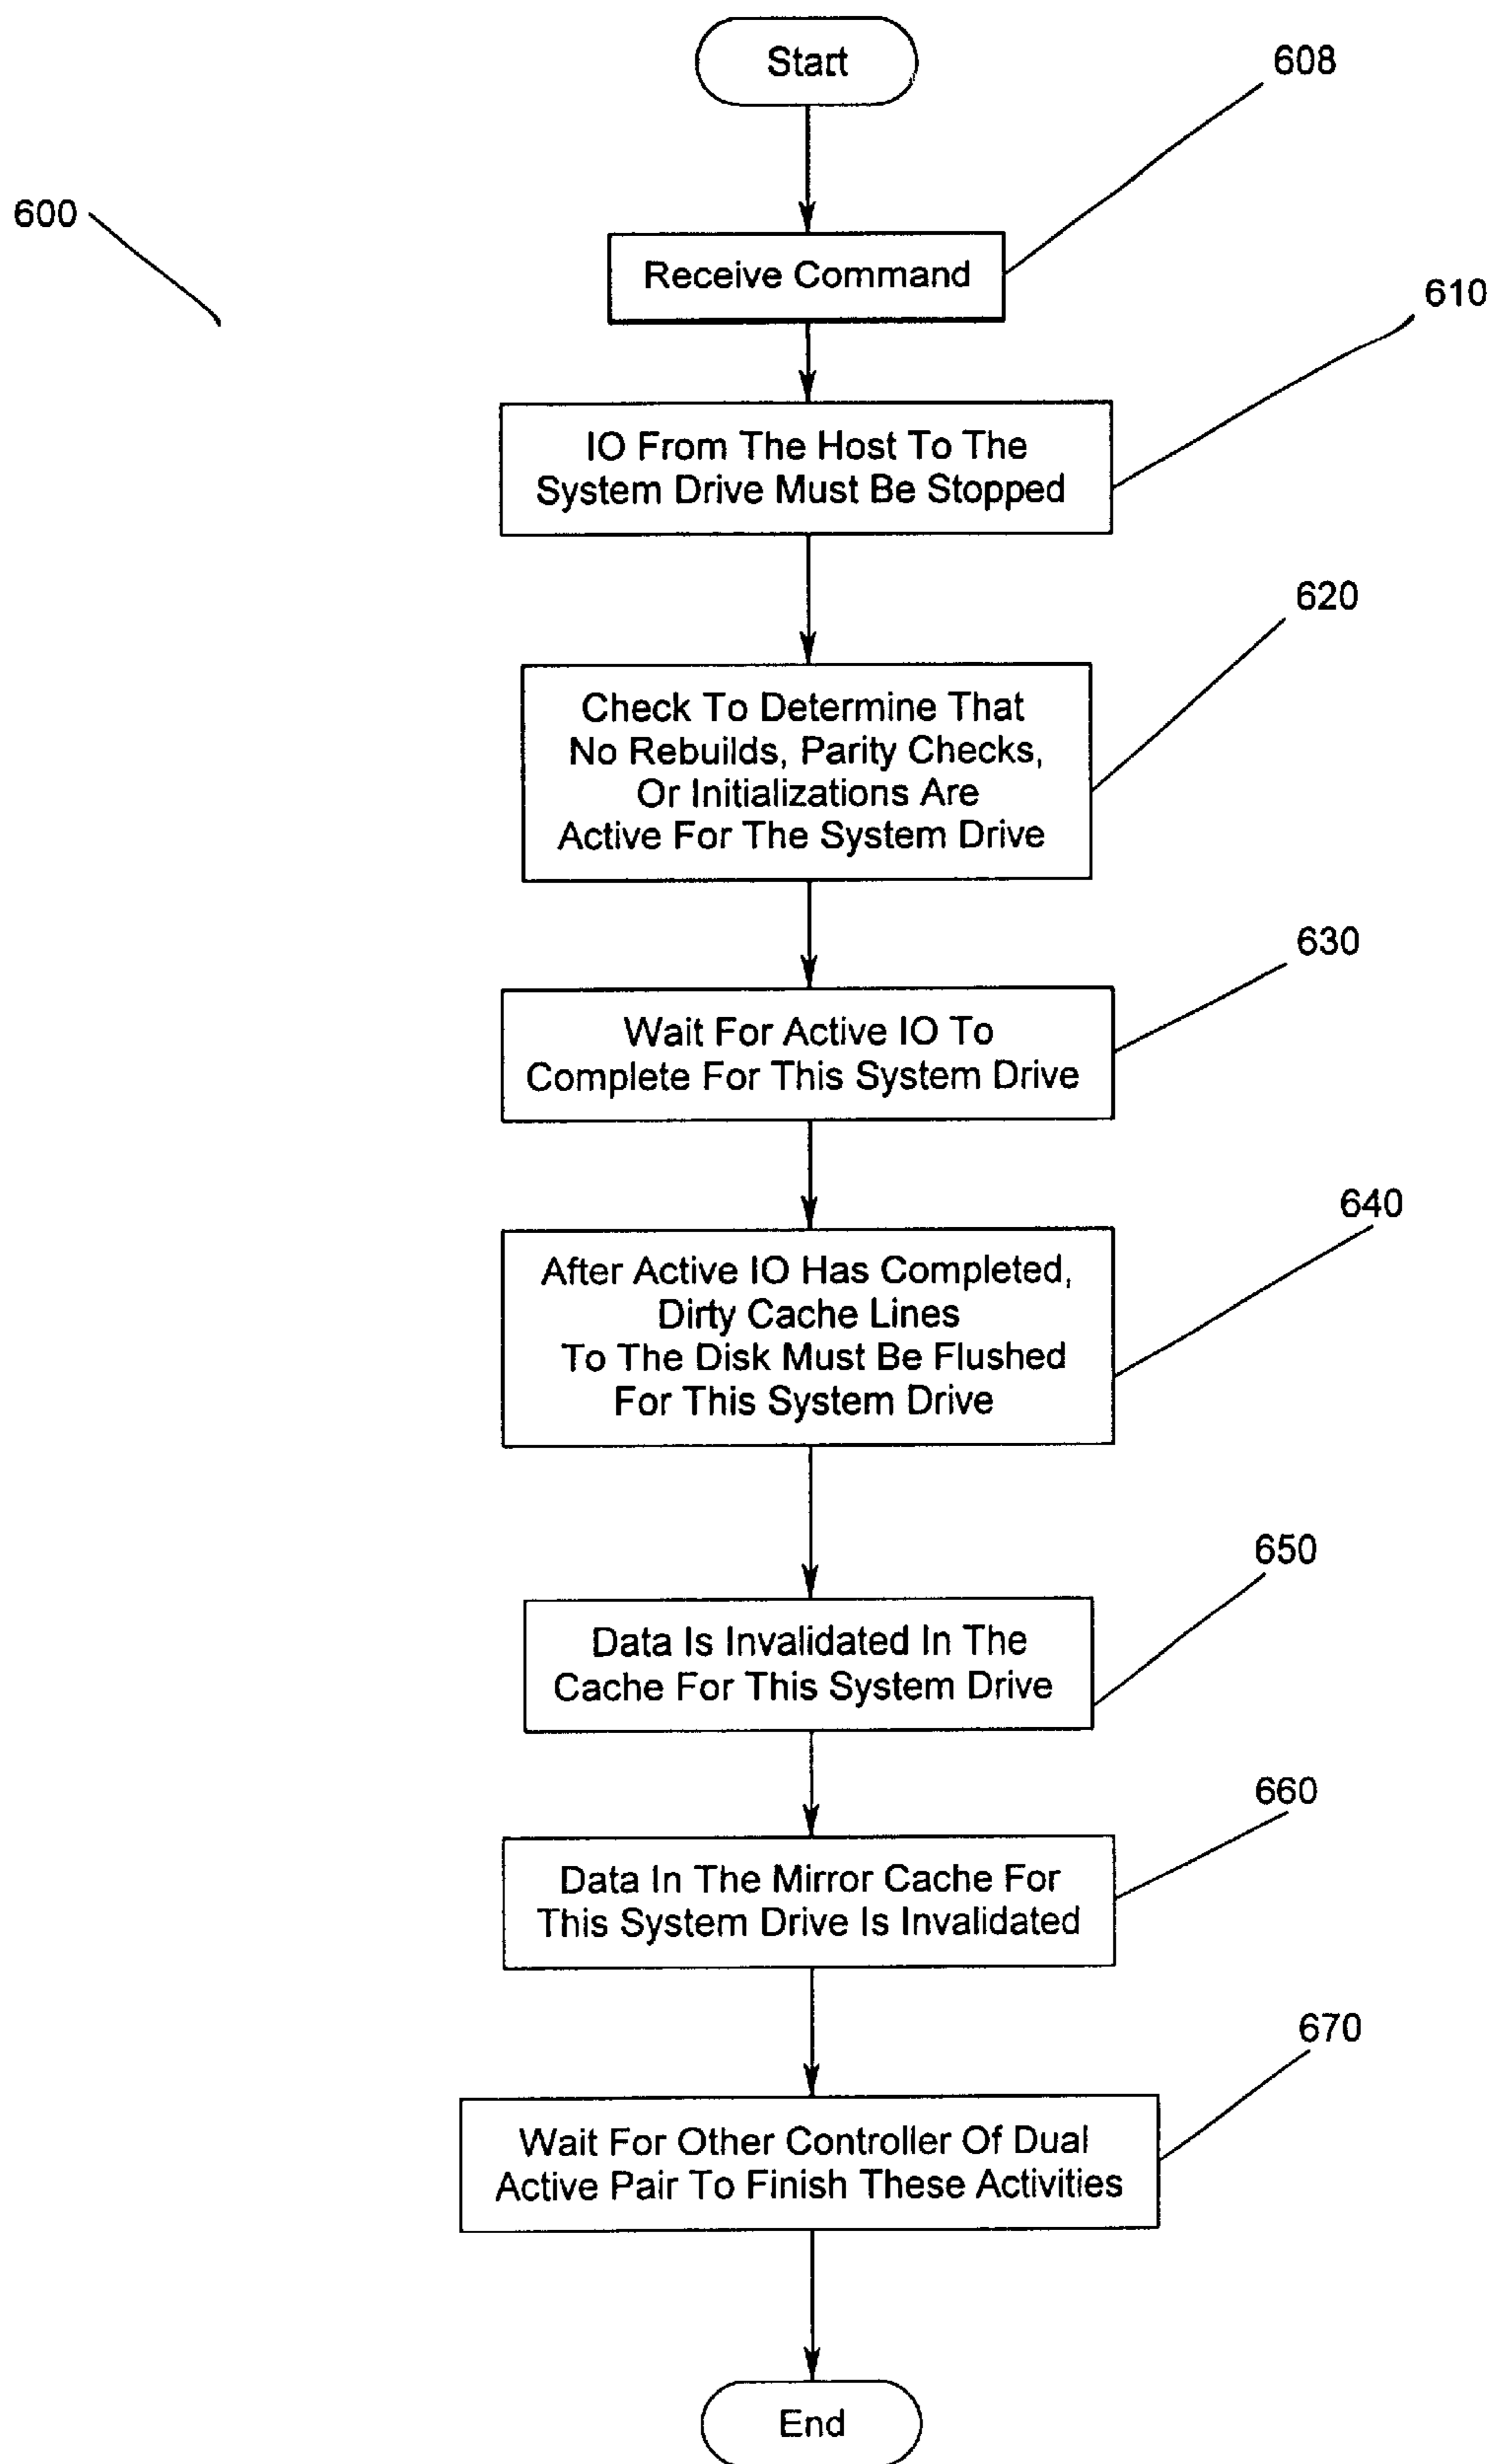 Start
608
600
Receive Command
610
IO From The Host To The
System Drive Must Be Stopped
620
Check To Determine That
No Rebuilds, Parity Checks,
Or Initializations Are
Active For The System Drive
630
Wait For Active IO To
Complete For This System Drive
640
After Active IO Has Completed,
Dirty Cache Lines
To The Disk Must Be Flushed
For This System Drive
650
Data Is Invalidated In The
Cache For This System Drive
660
Data In The Mirror Cache For
This System Drive Is Invalidated
670
Wait For Other Controller Of Dual
Active Pair To Finish These Activities
End